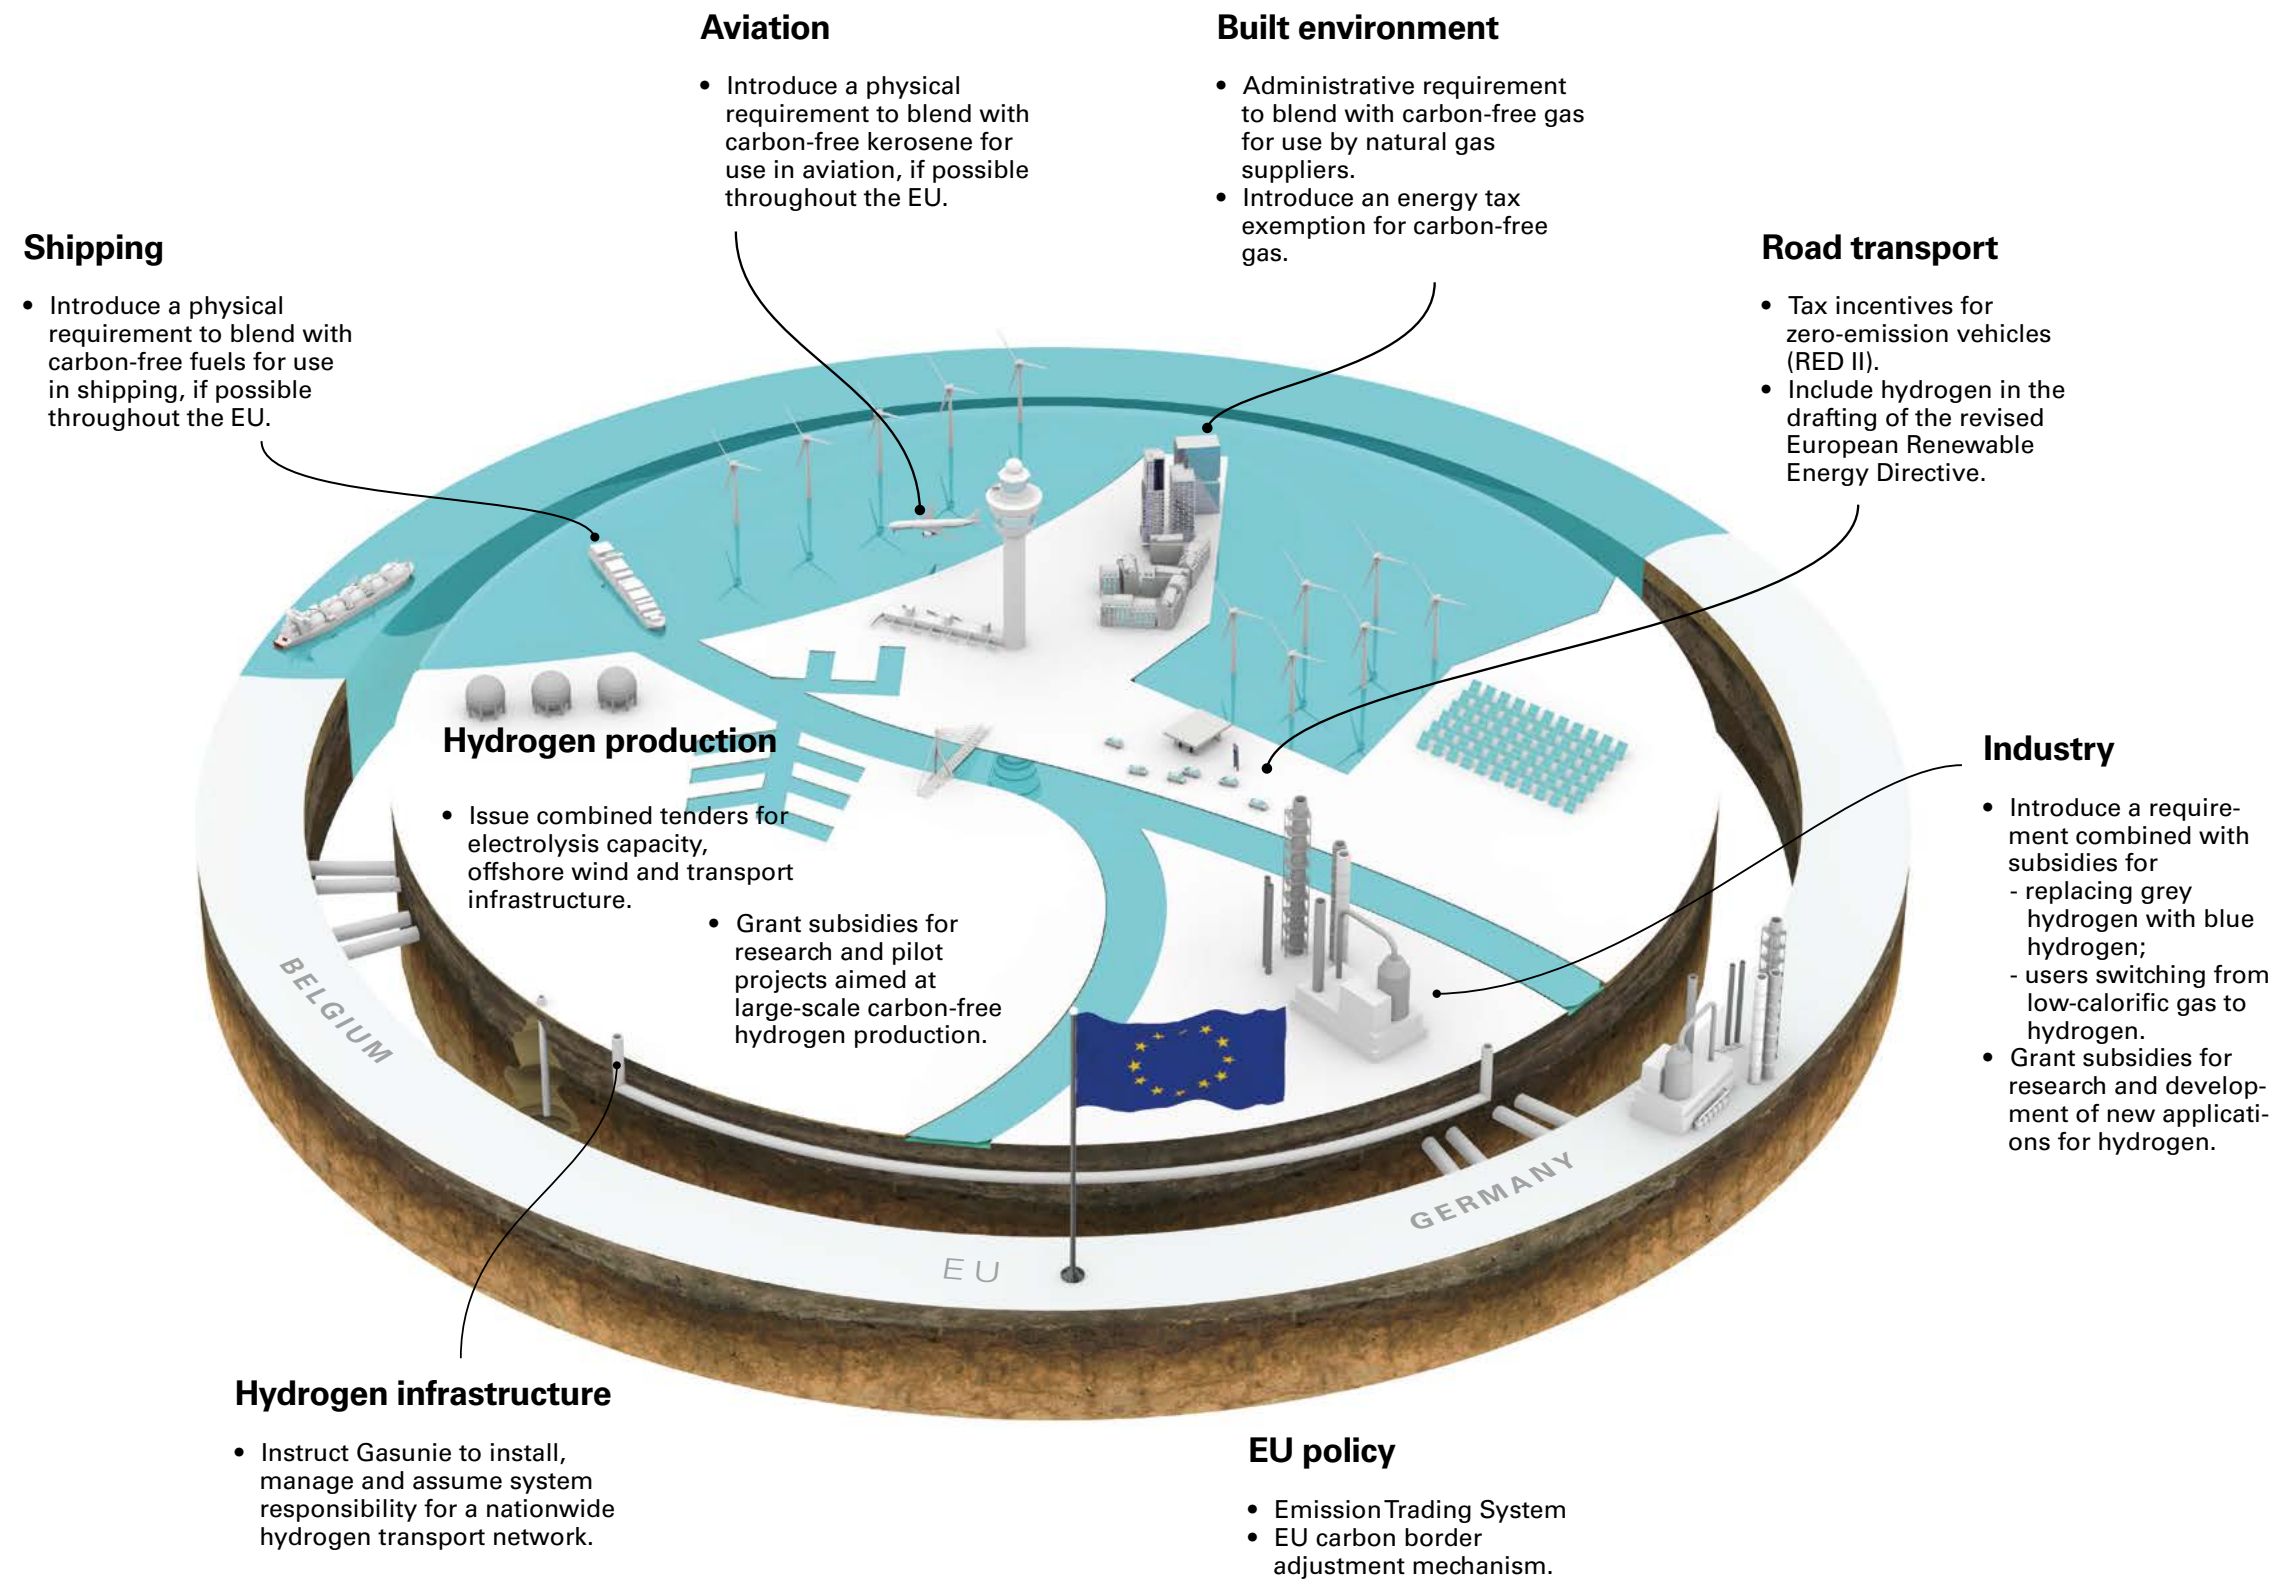 Aviation
• Introduce a physical
requirement to blend with
carbon-free kerosene for
use in aviation, if possible
throughout the EU.
Built environment
• Administrative requirement
to blend with carbon-free gas
for use by natural gas
suppliers.
• Introduce an energy tax
exemption for carbon-free
gas.
Shipping
• Introduce a physical
requirement to blend with
carbon-free fuels for use
in shipping, if possible
throughout the EU.
Road transport
• Tax incentives for
zero-emission vehicles
(RED II).
• Include hydrogen in the
drafting of the revised
European Renewable
Energy Directive.
Hydrogen production
• Issue combined tenders for
electrolysis capacity,
offshore wind and transport
infrastructure.
• Grant subsidies for
research and pilot
projects aimed at
large-scale carbon-free
hydrogen production.
Industry
• Introduce a require-
ment combined with
subsidies for
- replacing grey
hydrogen with blue
hydrogen;
- users switching from
low-calorific gas to
hydrogen.
• Grant subsidies for
research and develop-
ment of new applicati-
ons for hydrogen.
BELGIUM
GERMANY
EU
Hydrogen infrastructure
• Instruct Gasunie to install,
manage and assume system
responsibility for a nationwide
hydrogen transport network.
EU policy
• Emission Trading System
• EU carbon border
adjustment mechanism.